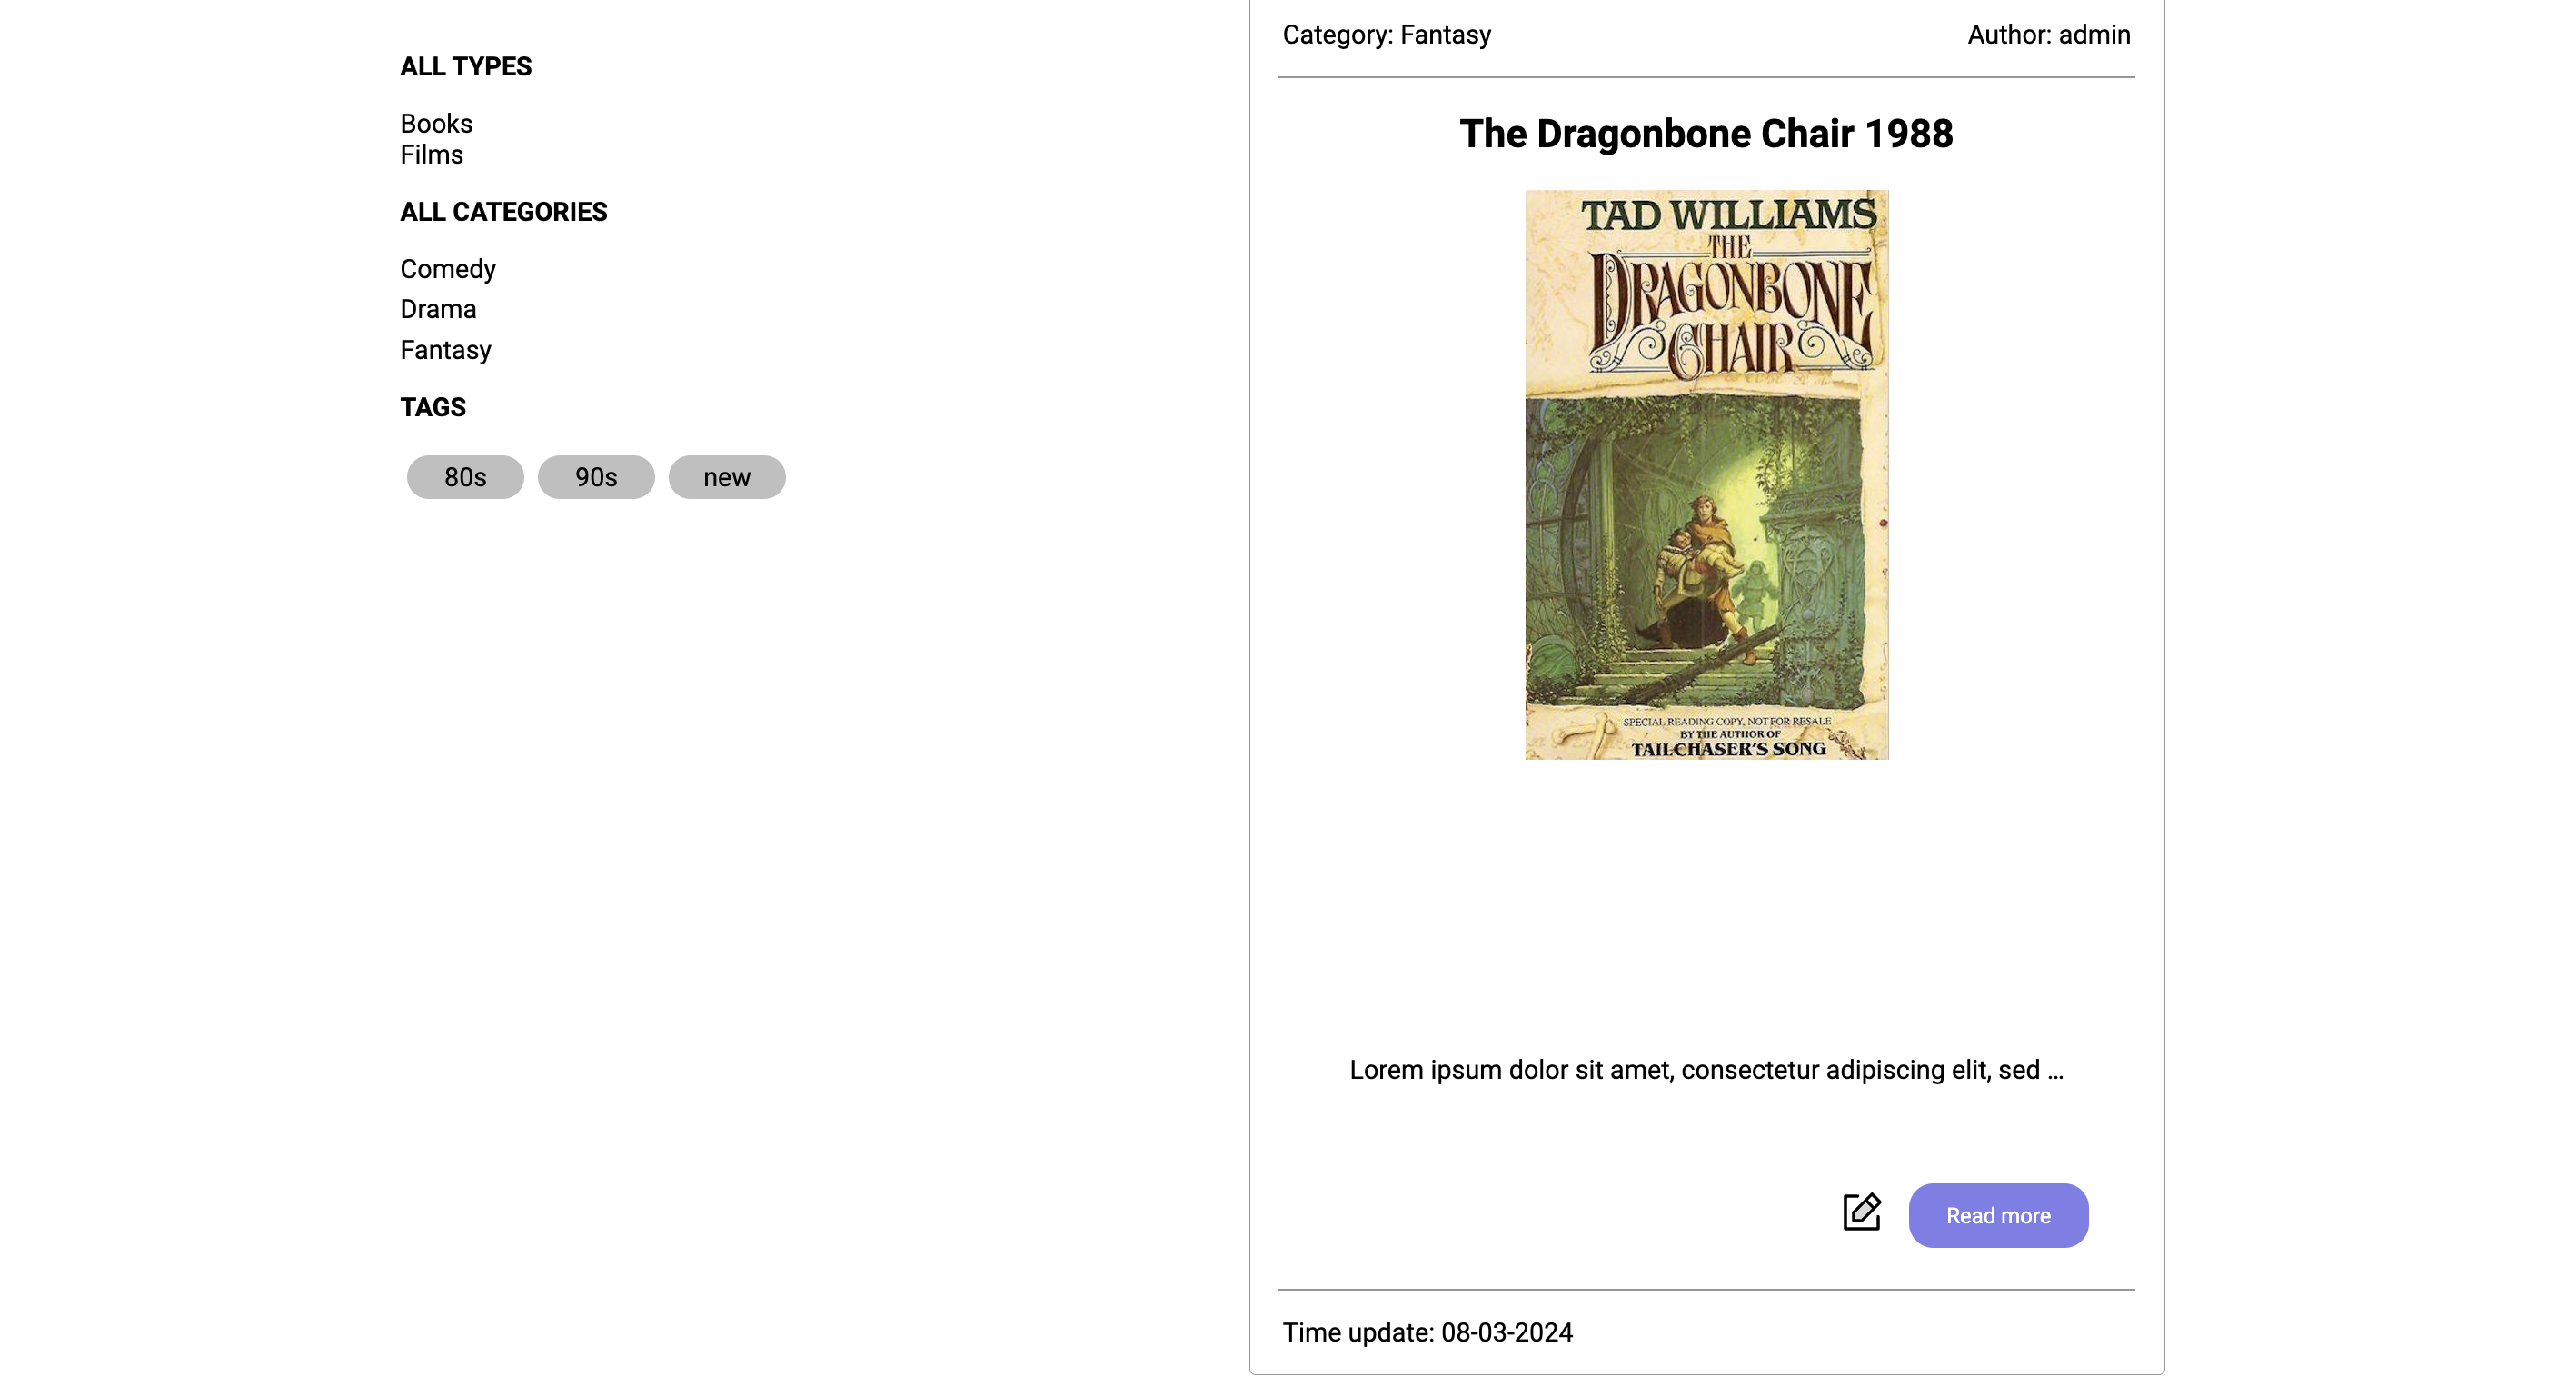 ALL TYPES
Books
Films
ALL CATEGORIES
Comedy
Drama
Fantasy
TAGS
80s 90s new
Category: Fantasy Author: admin
The Dragonbone Chair 1988
TAD WILLIAMS
THE
DRAGONBONE
CHAIR
SPECIAL READING COPY, NOT FOR RESALE
BY THE AUTHOR OF
TAILCHASER'S SONG
Lorem ipsum dolor sit amet, consectetur adipiscing elit, sed ...
Read more
Time update: 08-03-2024